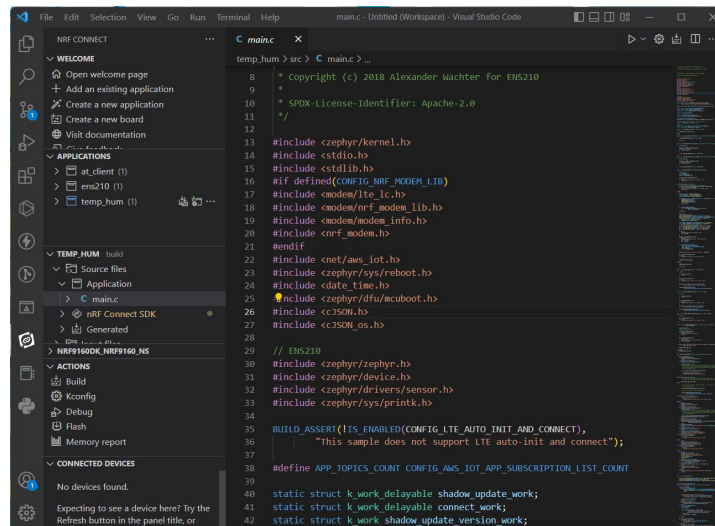 File Edit Selection View Go Run Terminal Help
main.c - Untitled (Workspace) - Visual Studio Code
NRF CONNECT
WELCOME
Open welcome page
Add an existing application
Create a new application
Create a new board
Visit documentation
APPLICATIONS
at_client (1)
ens210 (1)
temp_hum (1)
TEMP_HUM build
Source files
Application
C main.c
nRF Connect SDK
Generated
NRF9160DK_NRF9160_NS
ACTIONS
Build
Kconfig
Debug
Flash
Memory report
CONNECTED DEVICES
No devices found.
Expecting to see a device here? Try the
Refresh button in the panel title, or
1
1
C main.c
temp_hum > src > C main.c > ...
8 * Copyright (c) 2018 Alexander Wachter for ENS210
9 *
10 * SPDX-License-Identifier: Apache-2.0
11 */
12
13 #include <zephyr/kernel.h>
14 #include <stdio.h>
15 #include <stdlib.h>
16 #if defined(CONFIG_NRF_MODEM_LIB)
17 #include <modem/lte_lc.h>
18 #include <modem/nrf_modem_lib.h>
19 #include <modem/modem_info.h>
20 #include <nrf_modem.h>
21 #endif
22 #include <net/aws_iot.h>
23 #include <zephyr/sys/reboot.h>
24 #include <date_time.h>
25 #include <zephyr/dfu/mcuboot.h>
26 #include <cJSON.h>
27 #include <cJSON_os.h>
28
29 // ENS210
30 #include <zephyr/zephyr.h>
31 #include <zephyr/device.h>
32 #include <zephyr/drivers/sensor.h>
33 #include <zephyr/sys/printk.h>
34
35 BUILD_ASSERT(!IS_ENABLED(CONFIG_LTE_AUTO_INIT_AND_CONNECT),
36 "This sample does not support LTE auto-init and connect");
37
38 #define APP_TOPICS_COUNT CONFIG_AWS_IOT_APP_SUBSCRIPTION_LIST_COUNT
39
40 static struct k_work_delayable shadow_update_work;
41 static struct k_work_delayable connect_work;
42 static struct k_work shadow_update_version_work;